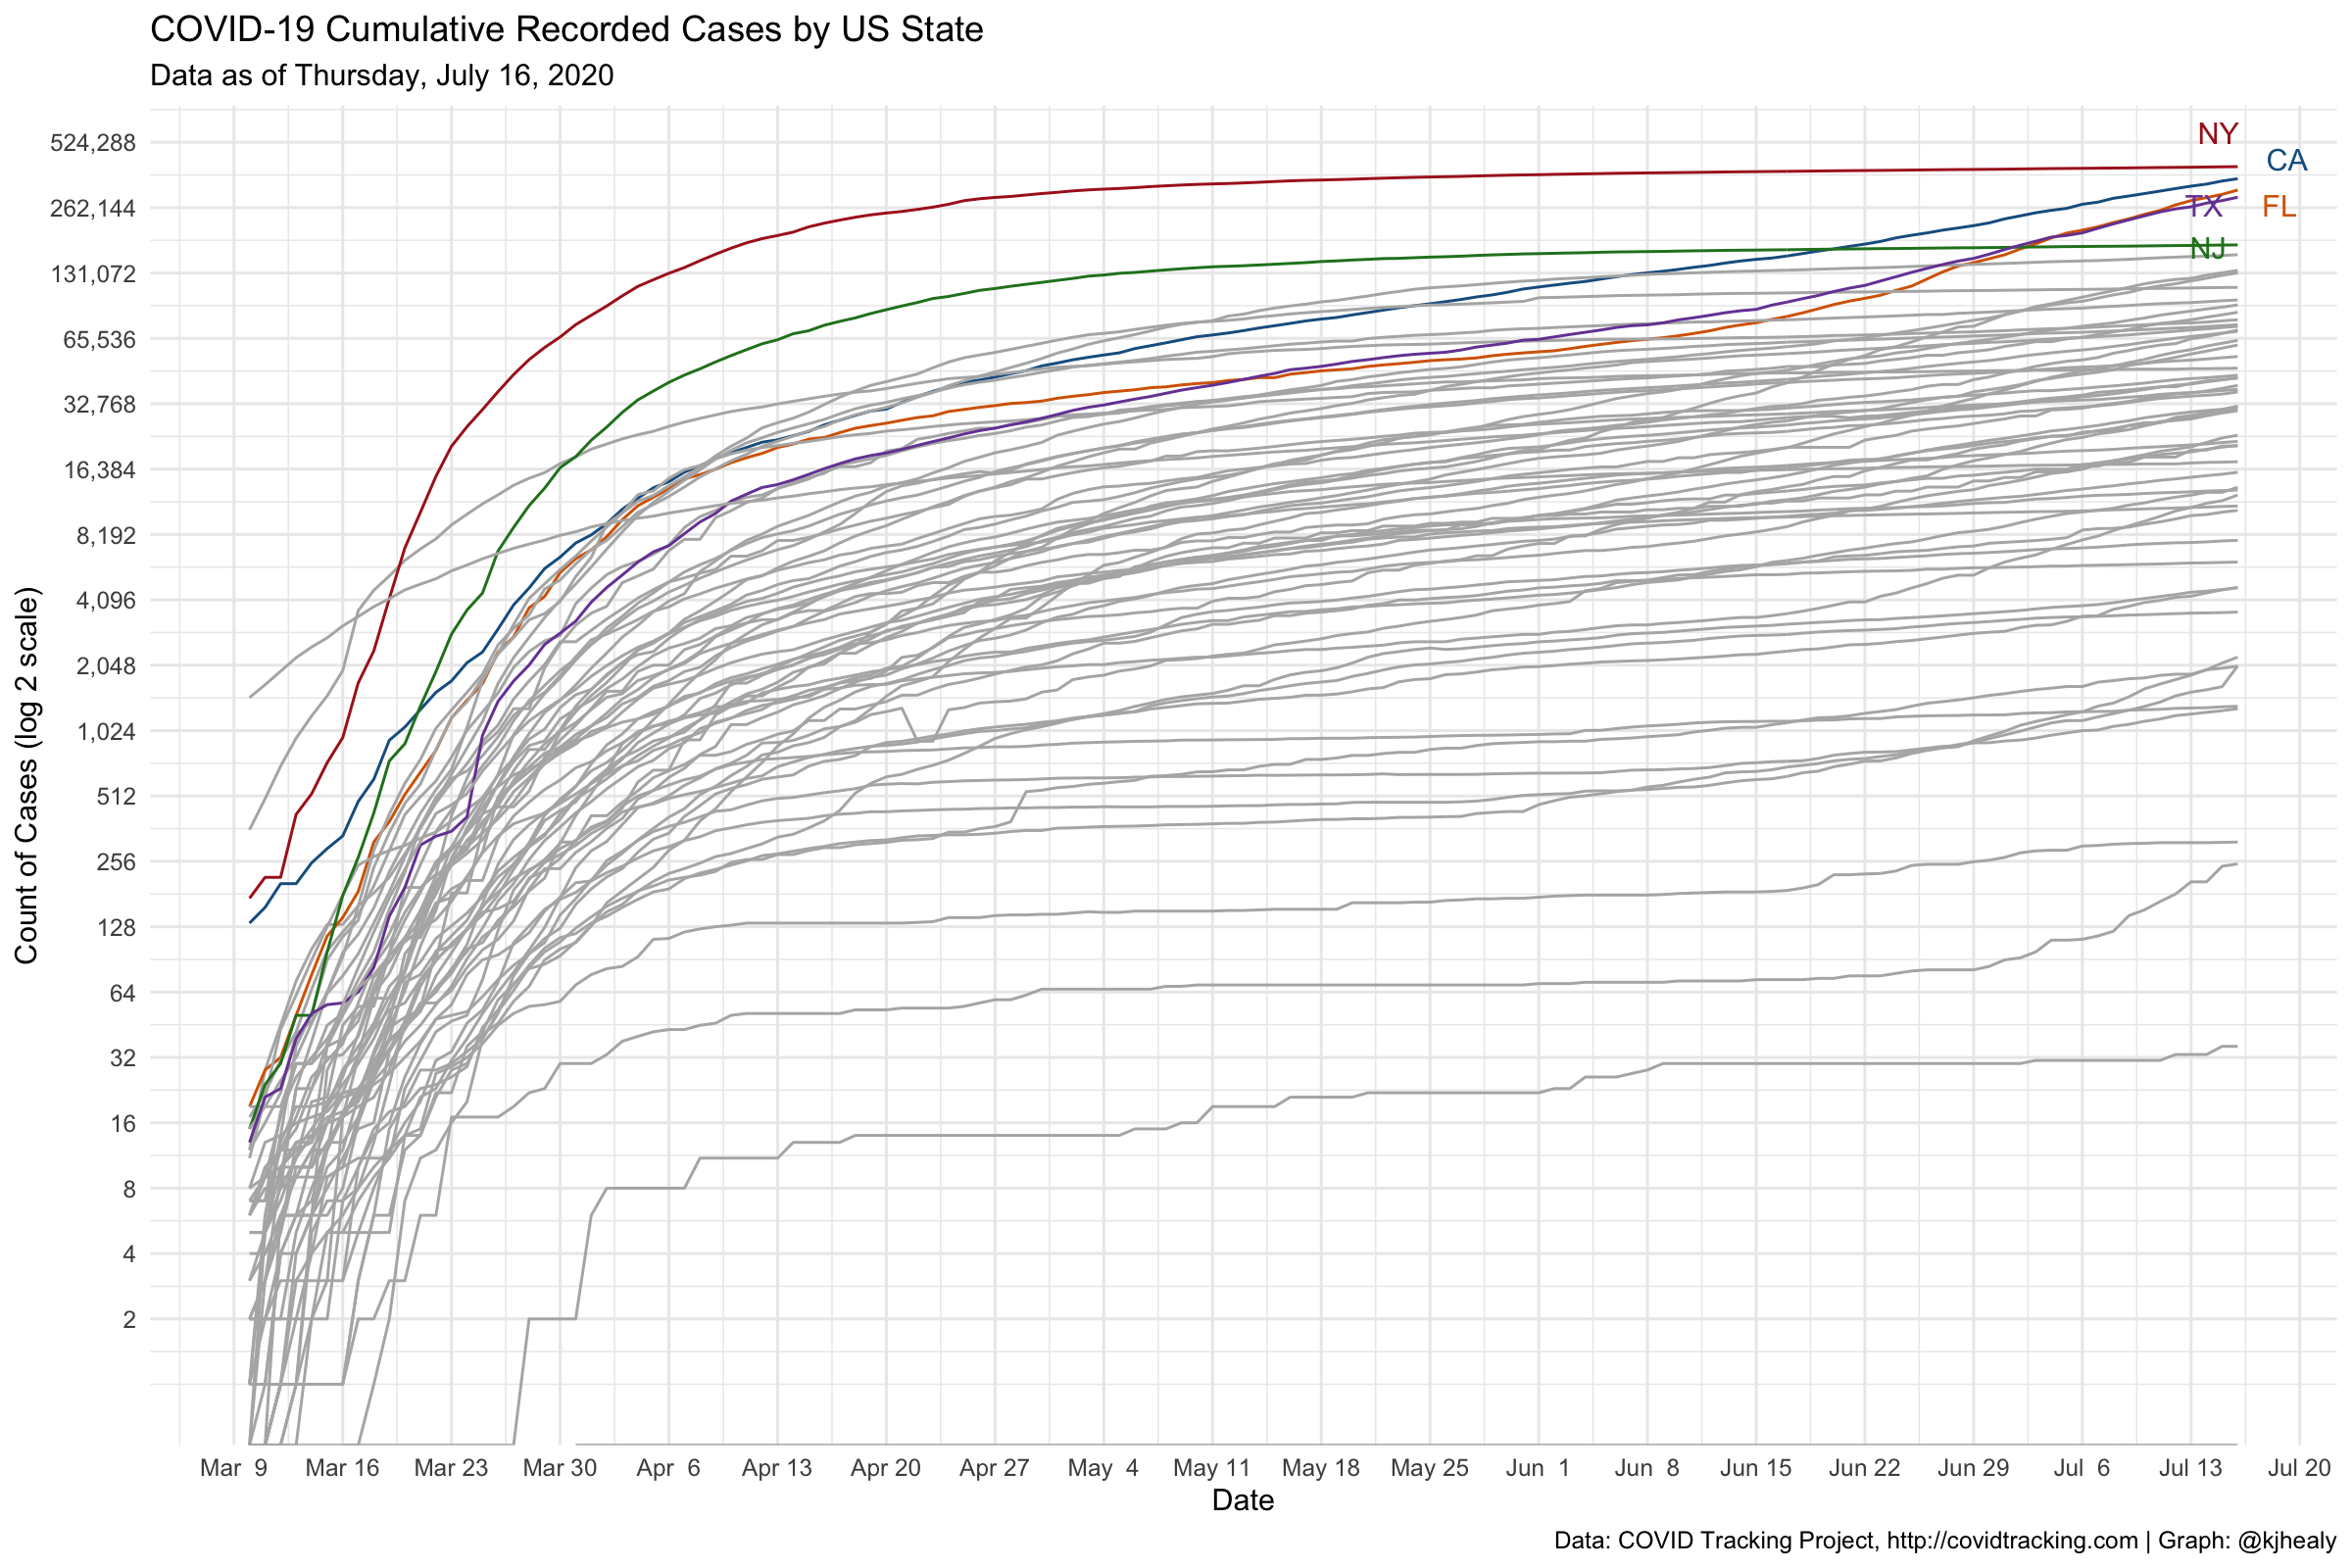 COVID-19 Cumulative Recorded Cases by US State
Data as of Thursday, July 16, 2020
524,288
262,144
131,072
65,536
32,768
16,384
8,192
4,096
2,048
1,024
512
256
128
64
32
16
8
4
2
Count of Cases (log 2 scale)
NY
CA
TX
FL
NJ
Mar 9 Mar 16 Mar 23 Mar 30 Apr 6 Apr 13 Apr 20 Apr 27 May 4 May 11 May 18 May 25 Jun 1 Jun 8 Jun 15 Jun 22 Jun 29 Jul 6 Jul 13 Jul 20
Date
Data: COVID Tracking Project, http://covidtracking.com | Graph: @kjhealy